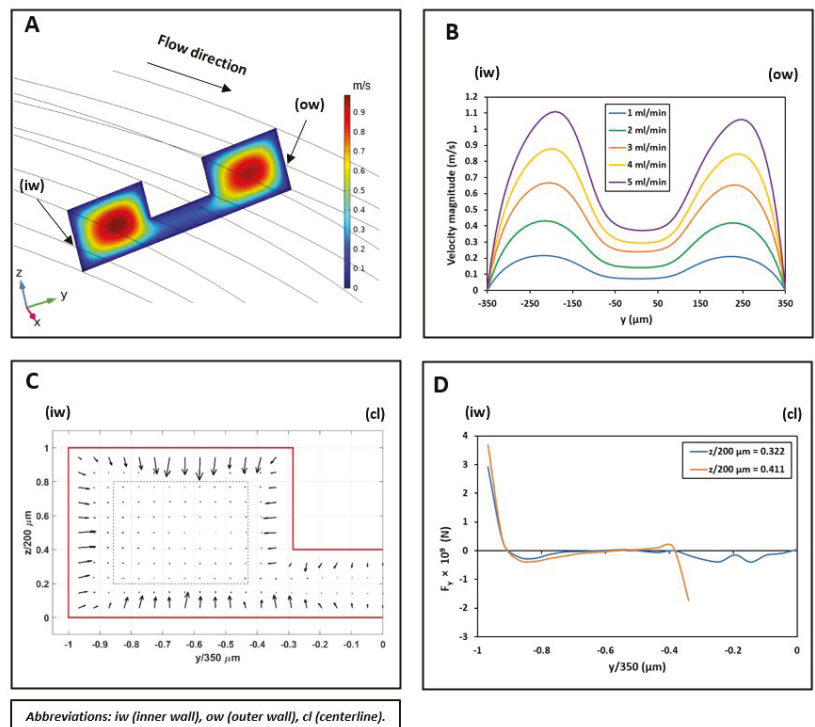 A
Flow direction
m/s
(ow)
0.9
0.8
0.7
0.6
0.5
0.4
0.3
0.2
0.1
0
(iw)
z
y
x
B
(iw)
(ow)
Velocity magnitude (m/s)
1.2
1.1
1
0.9
0.8
0.7
0.6
0.5
0.4
0.3
0.2
0.1
0
1 ml/min
2 ml/min
3 ml/min
4 ml/min
5 ml/min
-350 -250 -150 -50 50 150 250 350
y (μm)
C
(iw)
(cl)
z/200 μm
1
0.8
0.6
0.4
0.2
0
-1 -0.9 -0.8 -0.7 -0.6 -0.5 -0.4 -0.3 -0.2 -0.1 0
y/350 μm
D
(iw)
(cl)
Fy × 10⁹ (N)
4
3
2
1
0
-1
-2
-3
z/200 μm = 0.322
z/200 μm = 0.411
-1 -0.8 -0.6 -0.4 -0.2 0
y/350 (μm)
Abbreviations: iw (inner wall), ow (outer wall), cl (centerline).